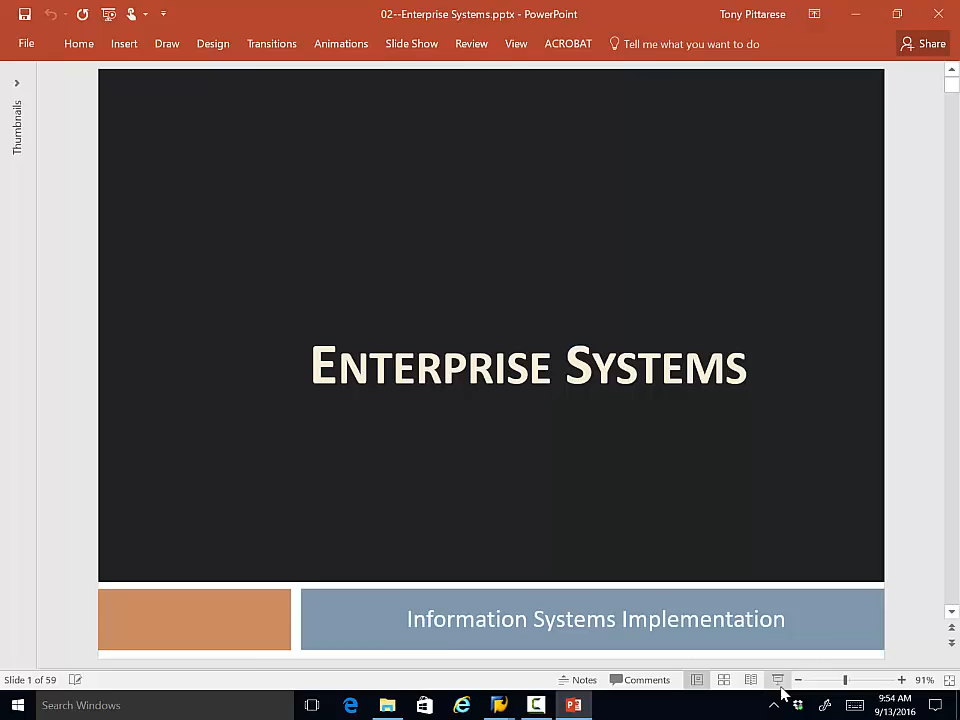 02--Enterprise Systems.pptx - PowerPoint
Tony Pittarese
File Home Insert Draw Design Transitions Animations Slide Show Review View ACROBAT Tell me what you want to do Share
Thumbnails
ENTERPRISE SYSTEMS
Information Systems Implementation
Slide 1 of 59 Notes Comments 91%
Search Windows
9:54 AM
9/13/2016